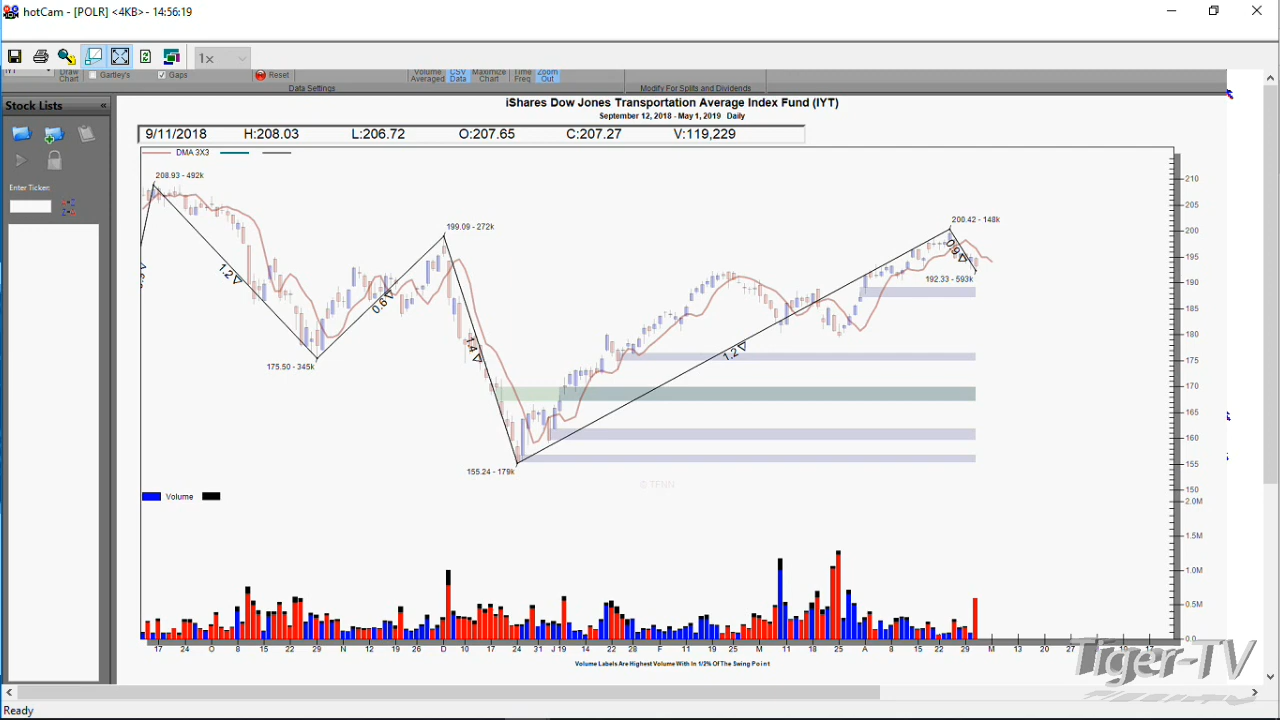 hotCam - [POLR] <4KB> - 14:56:19
1x
Draw Chart
Gartley's
Gaps
Reset
Volume Averaged
CSV Data
Maximize Chart
Time Freq
Zoom Out
Data Settings
Modify For Splits and Dividends
Stock Lists
Enter Ticker:
iShares Dow Jones Transportation Average Index Fund (IYT)
September 12, 2018 - May 1, 2019 Daily
9/11/2018 H:208.03 L:206.72 O:207.65 C:207.27 V:119,229
DMA 3X3
208.93 - 492k
199.09 - 272k
200.42 - 148k
192.33 - 593k
175.50 - 345k
155.24 - 179k
1.2
0.6
1.4
1.2
0.9
210
205
200
195
190
185
180
175
170
165
160
155
150
© TFNN
Volume
2.0M
1.5M
1.0M
0.5M
0.0
17 24 O 8 15 22 29 N 12 19 26 D 10 17 24 31 J 19 14 22 28 F 11 19 25 M 11 18 25 A 8 15 22 29 M 13 20 27 10 17
Volume Labels Are Highest Volume With In 1/2% Of The Swing Point
Tiger-TV
Ready